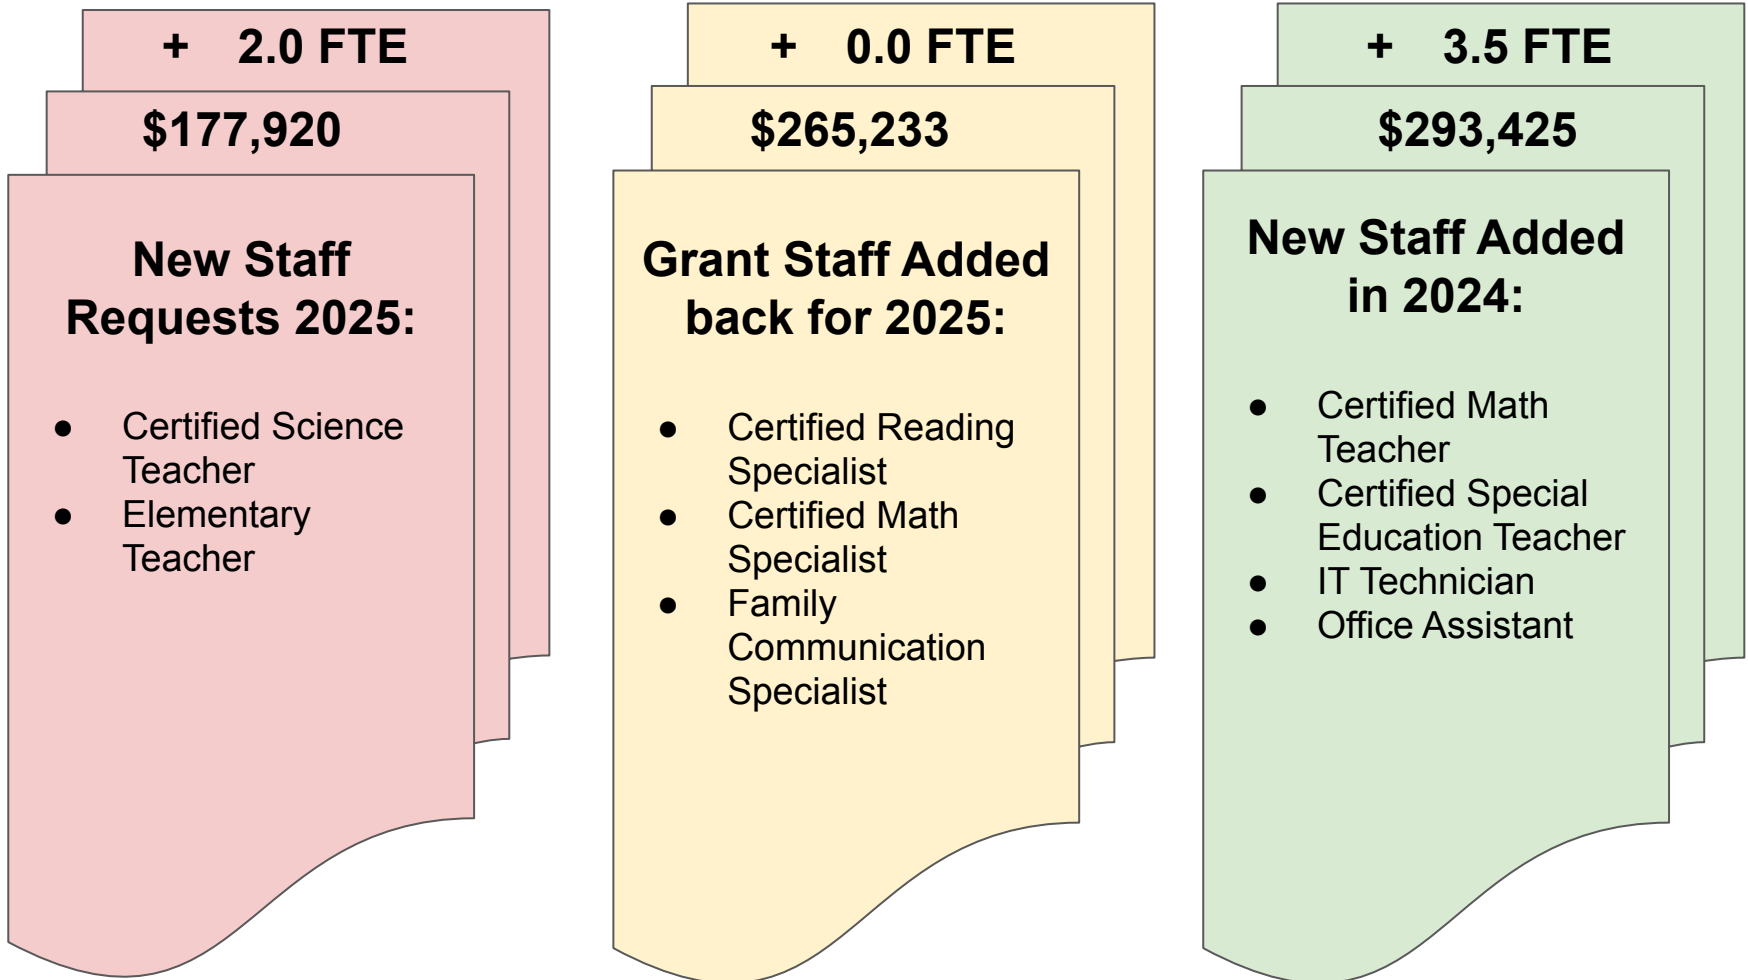 + 2.0 FTE
$177,920
New Staff
Requests 2025:
● Certified Science
Teacher
● Elementary
Teacher
+ 0.0 FTE
$265,233
Grant Staff Added
back for 2025:
● Certified Reading
Specialist
● Certified Math
Specialist
● Family
Communication
Specialist
+ 3.5 FTE
$293,425
New Staff Added
in 2024:
● Certified Math
Teacher
● Certified Special
Education Teacher
● IT Technician
● Office Assistant